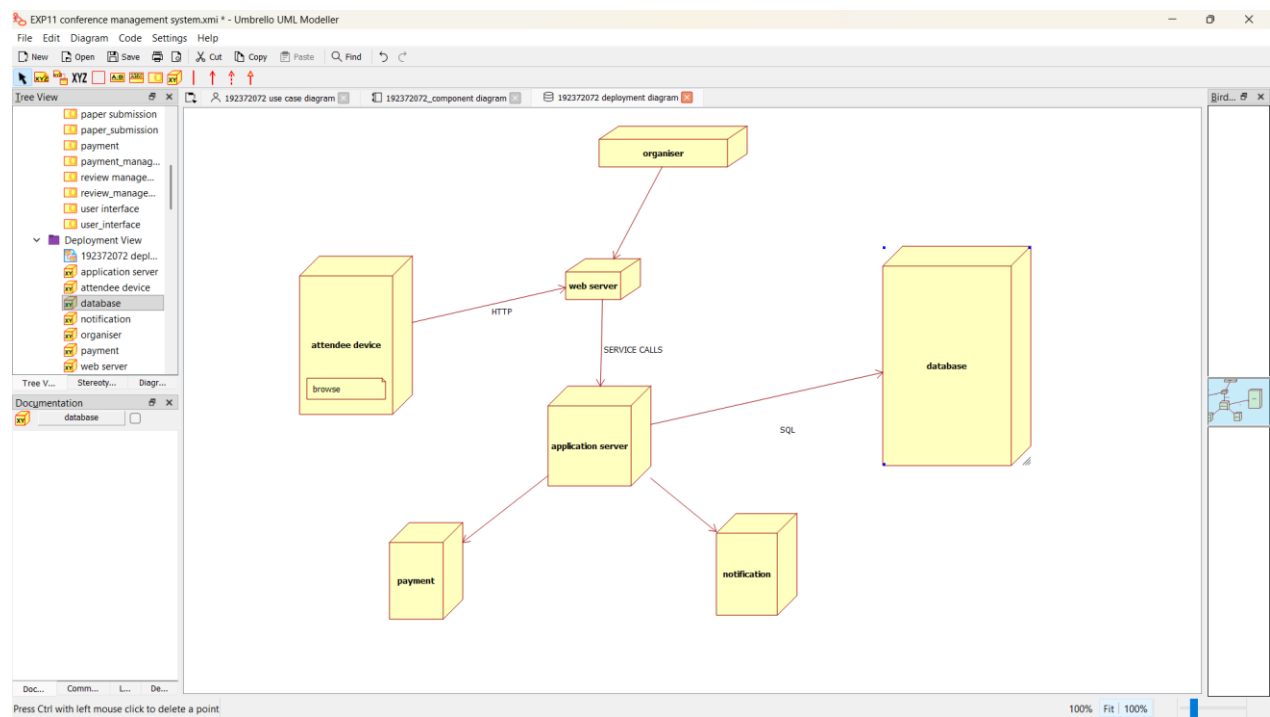 EXP11 conference management system.xmi * - Umbrello UML Modeller
File Edit Diagram Code Settings Help
New Open Save Cut Copy Paste Find
XYZ XYZ A:B XY
Tree View
192372072 use case diagram 192372072_component diagram 192372072 deployment diagram
Bird...
paper submission
paper_submission
payment
payment_manag...
review manage...
review_manage...
user interface
user_interface
Deployment View
192372072 depl...
application server
attendee device
database
notification
organiser
payment
web server
Tree V... Stereoty... Diagr...
Documentation
database
organiser
web server
HTTP
attendee device
browse
SERVICE CALLS
database
SQL
application server
payment
notification
Doc... Comm... L... De...
Press Ctrl with left mouse click to delete a point
100% Fit 100%